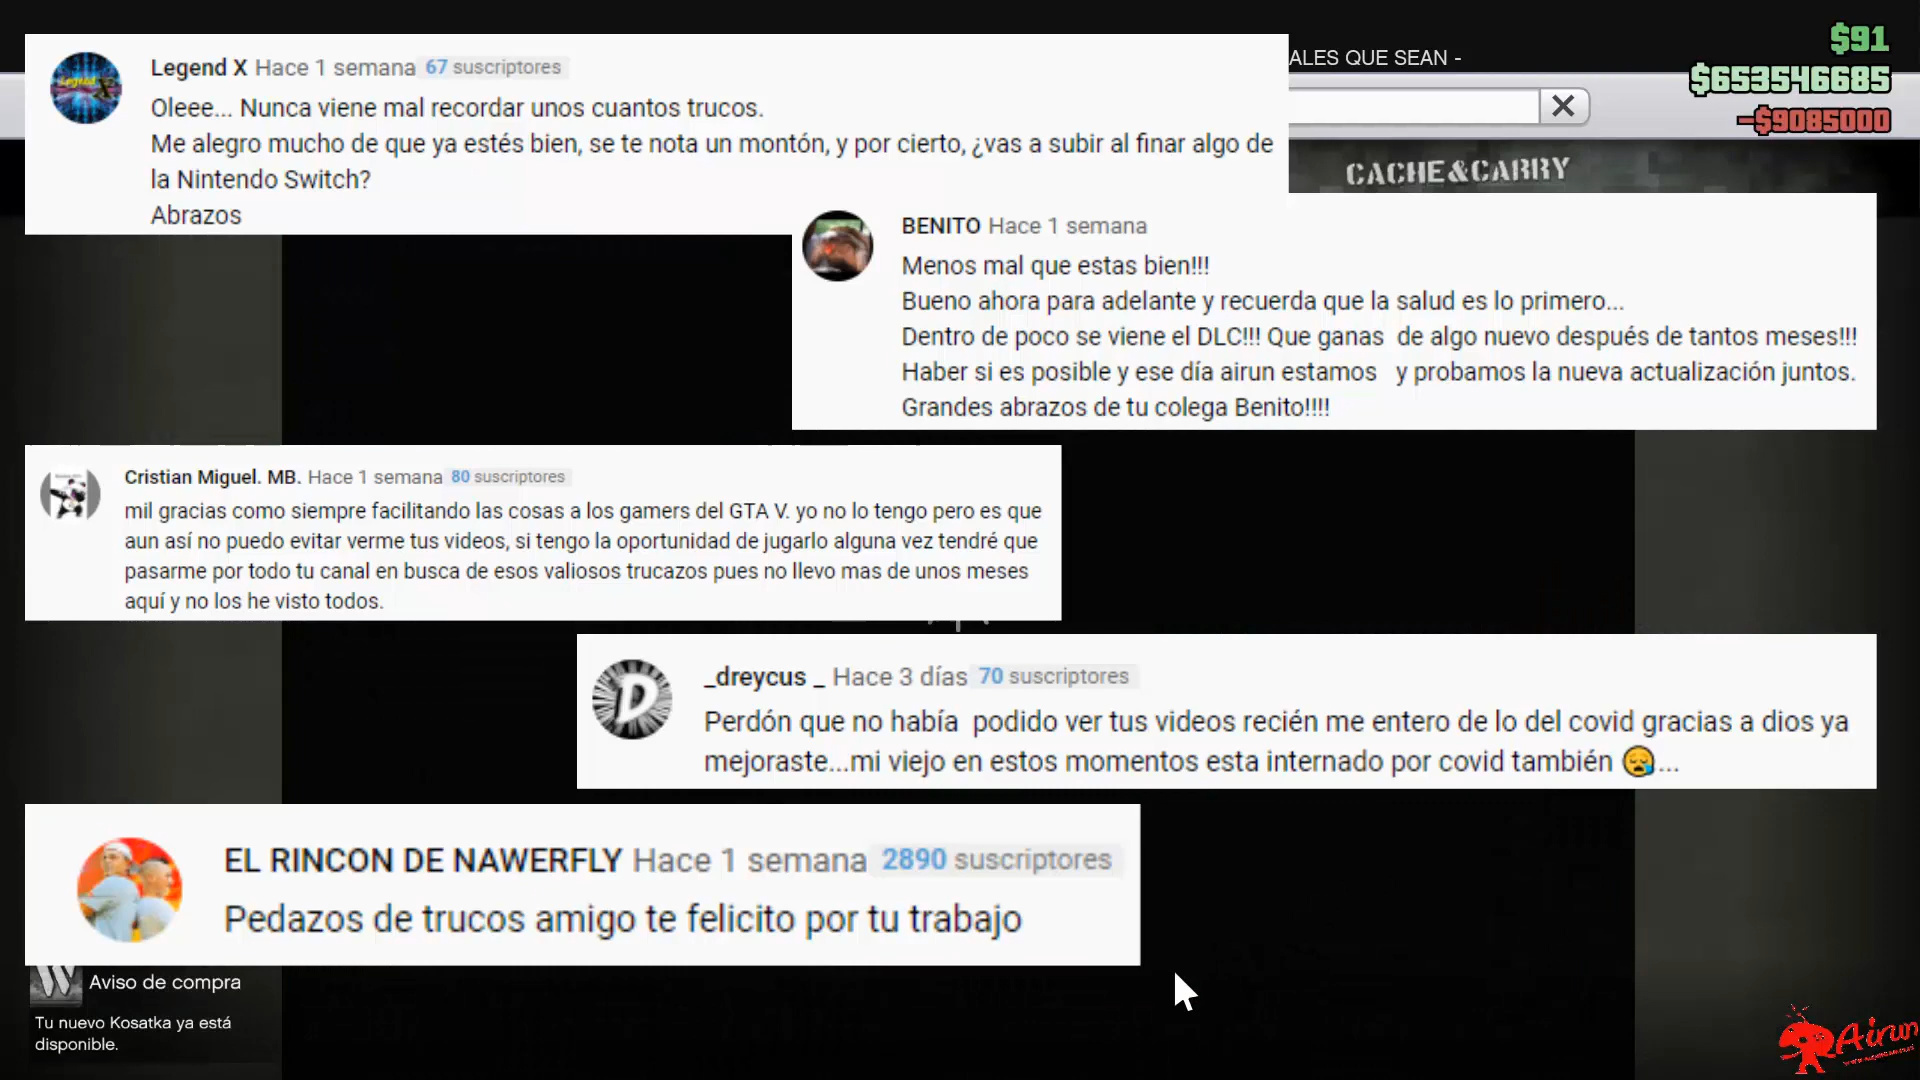 Legend X Hace 1 semana 67 suscriptores
Oleee... Nunca viene mal recordar unos cuantos trucos.
Me alegro mucho de que ya estés bien, se te nota un montón, y por cierto, ¿vas a subir al finar algo de
la Nintendo Switch?
Abrazos
ALES QUE SEAN -
$91
$653546685
-$9085000
CACHE&CARRY
BENITO Hace 1 semana
Menos mal que estas bien!!!
Bueno ahora para adelante y recuerda que la salud es lo primero...
Dentro de poco se viene el DLC!!! Que ganas de algo nuevo después de tantos meses!!!
Haber si es posible y ese día airun estamos y probamos la nueva actualización juntos.
Grandes abrazos de tu colega Benito!!!!
Cristian Miguel. MB. Hace 1 semana 80 suscriptores
mil gracias como siempre facilitando las cosas a los gamers del GTA V. yo no lo tengo pero es que
aun así no puedo evitar verme tus videos, si tengo la oportunidad de jugarlo alguna vez tendré que
pasarme por todo tu canal en busca de esos valiosos trucazos pues no llevo mas de unos meses
aquí y no los he visto todos.
D
_dreycus _ Hace 3 días 70 suscriptores
Perdón que no había podido ver tus videos recién me entero de lo del covid gracias a dios ya
mejoraste...mi viejo en estos momentos esta internado por covid también 😪...
EL RINCON DE NAWERFLY Hace 1 semana 2890 suscriptores
Pedazos de trucos amigo te felicito por tu trabajo
W Aviso de compra
Tu nuevo Kosatka ya está
disponible.
Airun